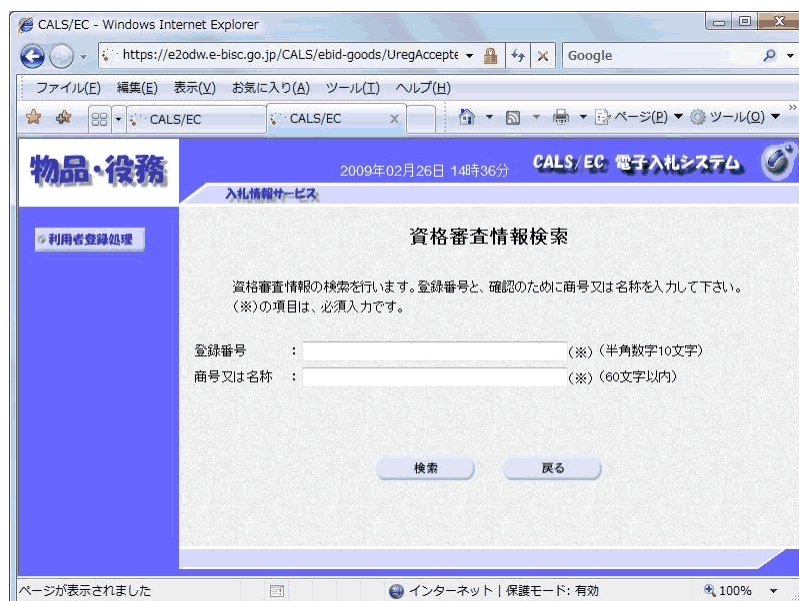 CALS/EC - Windows Internet Explorer
https://e2odw.e-bisc.go.jp/CALS/ebid-goods/UregAccepte
Google
ファイル(F) 編集(E) 表示(V) お気に入り(A) ツール(T) ヘルプ(H)
CALS/EC
CALS/EC
ページ(P) ツール(O)
物品・役務
2009年02月26日 14時36分
CALS/EC 電子入札システム
入札情報サービス
利用者登録処理
資格審査情報検索
資格審査情報の検索を行います。登録番号と、確認のために商号又は名称を入力して下さい。
(※)の項目は、必須入力です。
登録番号 : (※) (半角数字10文字)
商号又は名称 : (※) (60文字以内)
検索 戻る
ページが表示されました
インターネット | 保護モード: 有効
100%